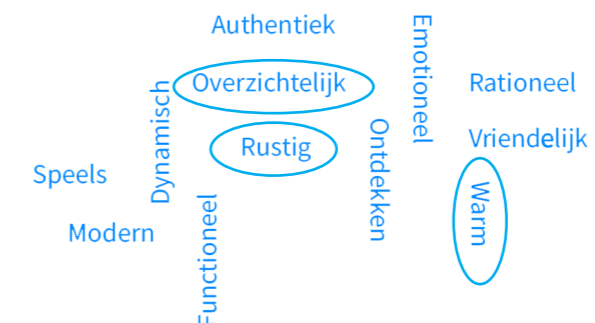 Authentiek
Emotioneel
Overzichtelijk
Rationeel
Dynamisch
Rustig
Ontdekken
Vriendelijk
Speels
Warm
Modern
Functioneel